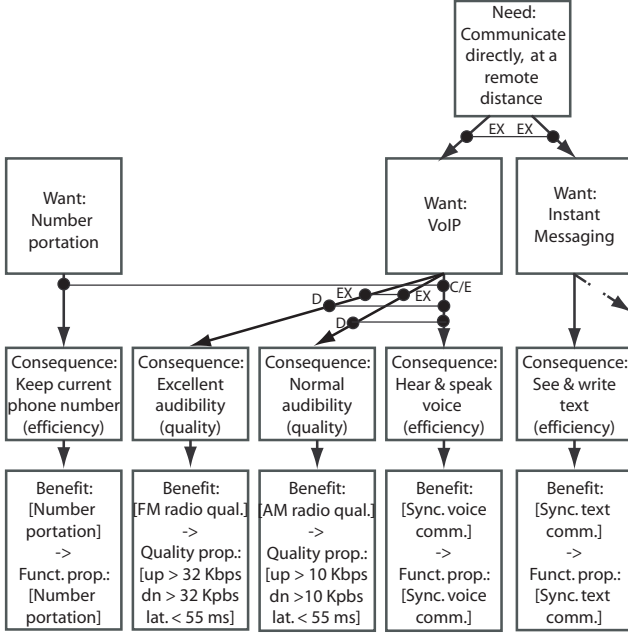 Need:
Communicate
directly, at a
remote
distance
EX EX
Want:
Number
portation
Want:
VoIP
Want:
Instant
Messaging
C/E
EX
EX
D
D
Consequence:
Keep current
phone number
(efficiency)
Consequence:
Excellent
audibility
(quality)
Consequence:
Normal
audibility
(quality)
Consequence:
Hear & speak
voice
(efficiency)
Consequence:
See & write
text
(efficiency)
Benefit:
[Number
portation]
->
Funct. prop.:
[Number
portation]
Benefit:
[FM radio qual.]
->
Quality prop.:
[up > 32 Kbps
dn > 32 Kpbs
lat. < 55 ms]
Benefit:
[AM radio qual.]
->
Quality prop.:
[up > 10 Kbps
dn >10 Kpbs
lat. < 55 ms]
Benefit:
[Sync. voice
comm.]
->
Funct. prop.:
[Sync. voice
comm.]
Benefit:
[Sync. text
comm.]
->
Funct. prop.:
[Sync. text
comm.]